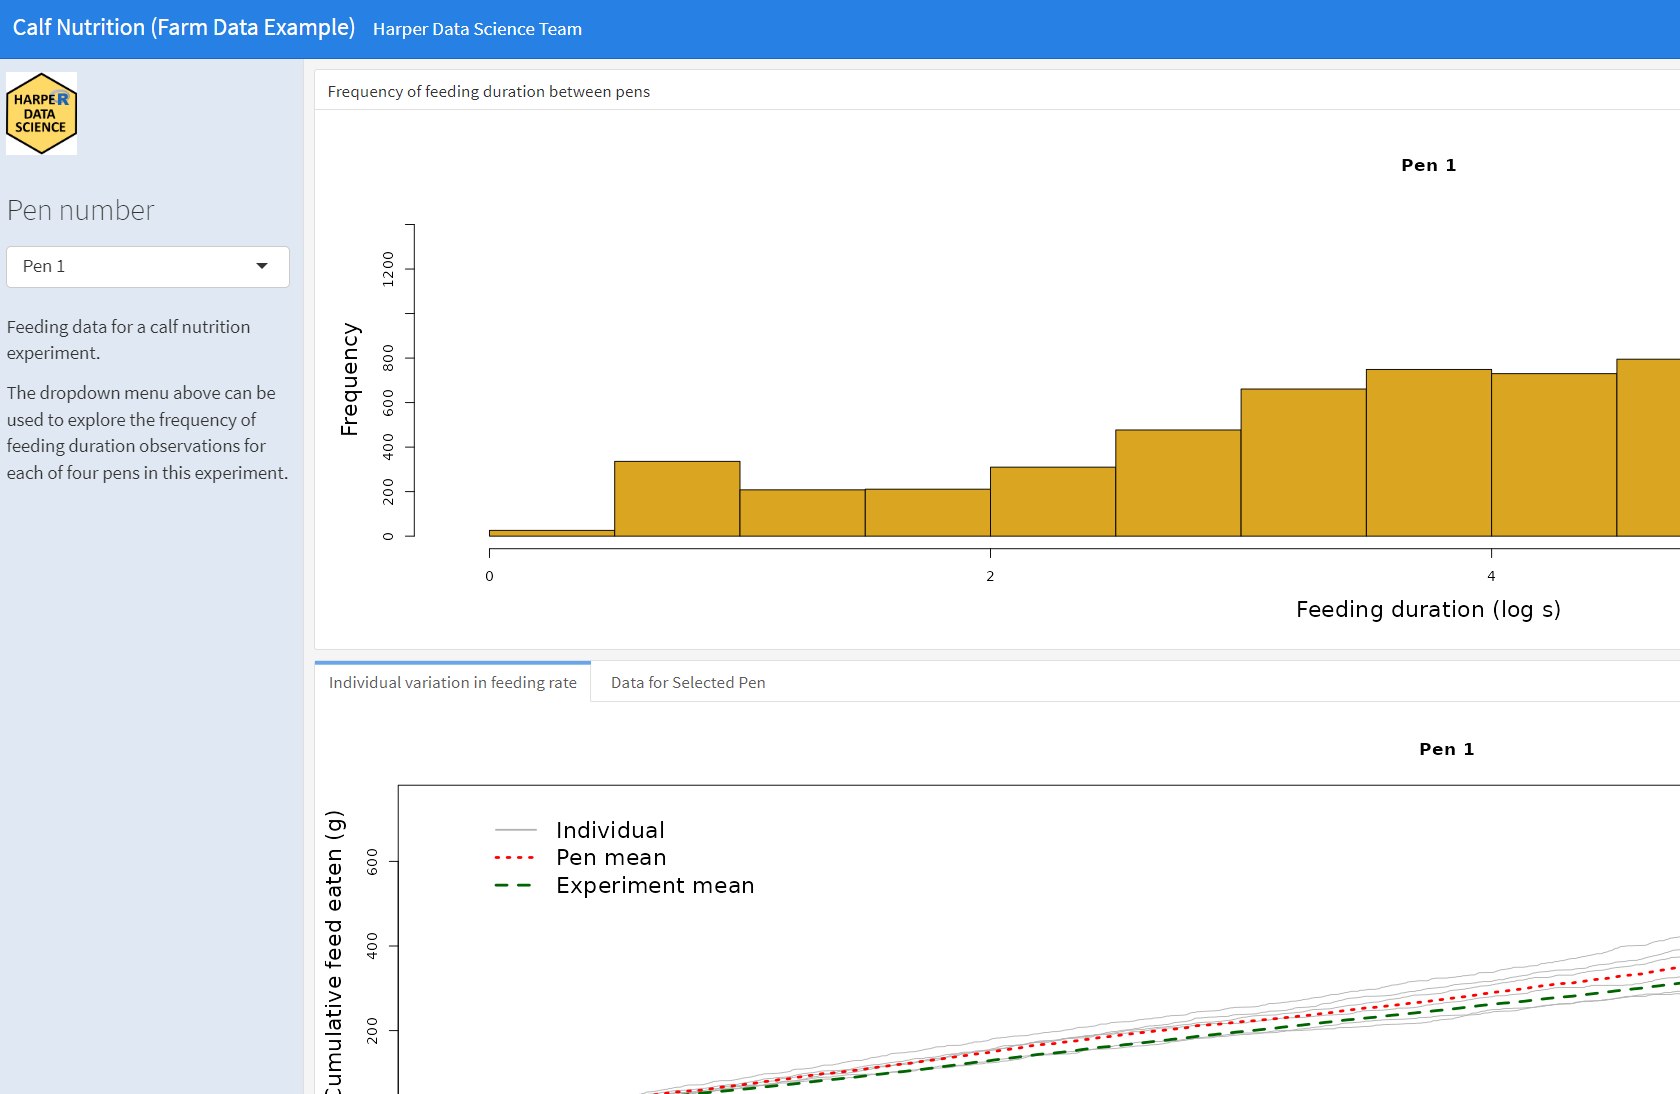 Calf Nutrition (Farm Data Example) Harper Data Science Team
HARPER
DATA
SCIENCE
Pen number
Pen 1
Feeding data for a calf nutrition
experiment.
The dropdown menu above can be
used to explore the frequency of
feeding duration observations for
each of four pens in this experiment.
Frequency of feeding duration between pens
Pen 1
Frequency
1200
800
600
400
200
0
0 2 4
Feeding duration (log s)
Individual variation in feeding rate Data for Selected Pen
Pen 1
Cumulative feed eaten (g)
600
400
200
Individual
Pen mean
Experiment mean